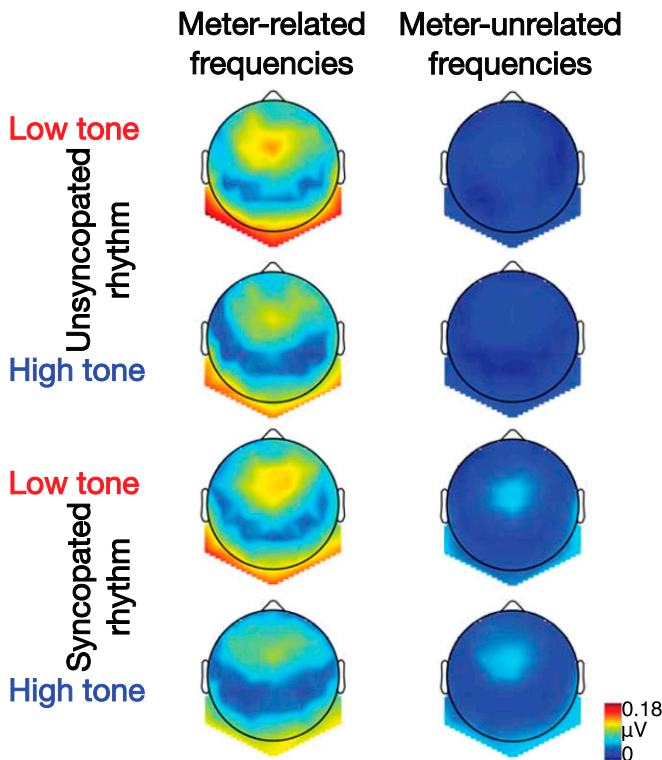 Meter-related
frequencies
Meter-unrelated
frequencies
Low tone
Unsyncopated
rhythm
High tone
Low tone
Syncopated
rhythm
High tone
0.18
µV
0